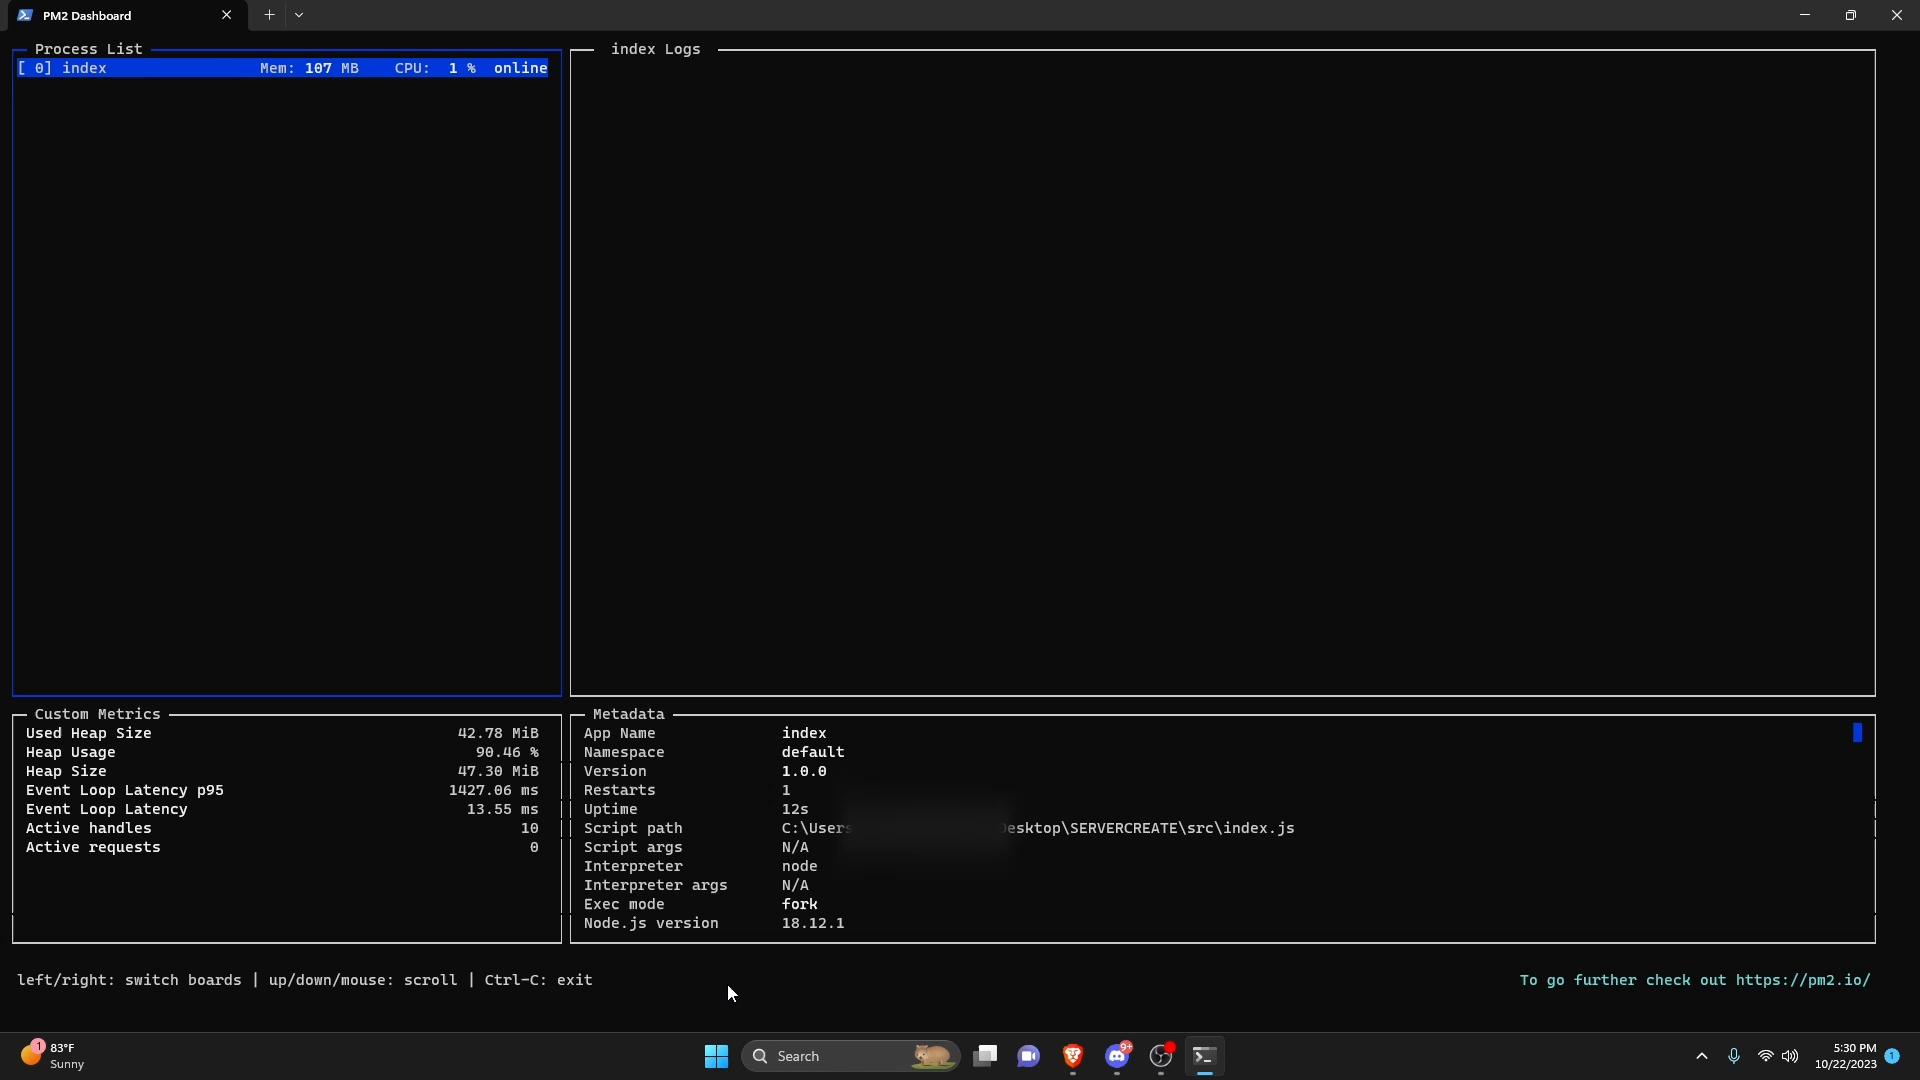 PM2 Dashboard
Process List
[ 0] index Mem: 107 MB CPU: 1 % online
index Logs
Custom Metrics
Used Heap Size 42.78 MiB
Heap Usage 90.46 %
Heap Size 47.30 MiB
Event Loop Latency p95 1427.06 ms
Event Loop Latency 13.55 ms
Active handles 10
Active requests 0
Metadata
App Name index
Namespace default
Version 1.0.0
Restarts 1
Uptime 12s
Script path C:\Users Desktop\SERVERCREATE\src\index.js
Script args N/A
Interpreter node
Interpreter args N/A
Exec mode fork
Node.js version 18.12.1
left/right: switch boards | up/down/mouse: scroll | Ctrl-C: exit
To go further check out https://pm2.io/
1
83°F
Sunny
Search
9+
5:30 PM
10/22/2023
1